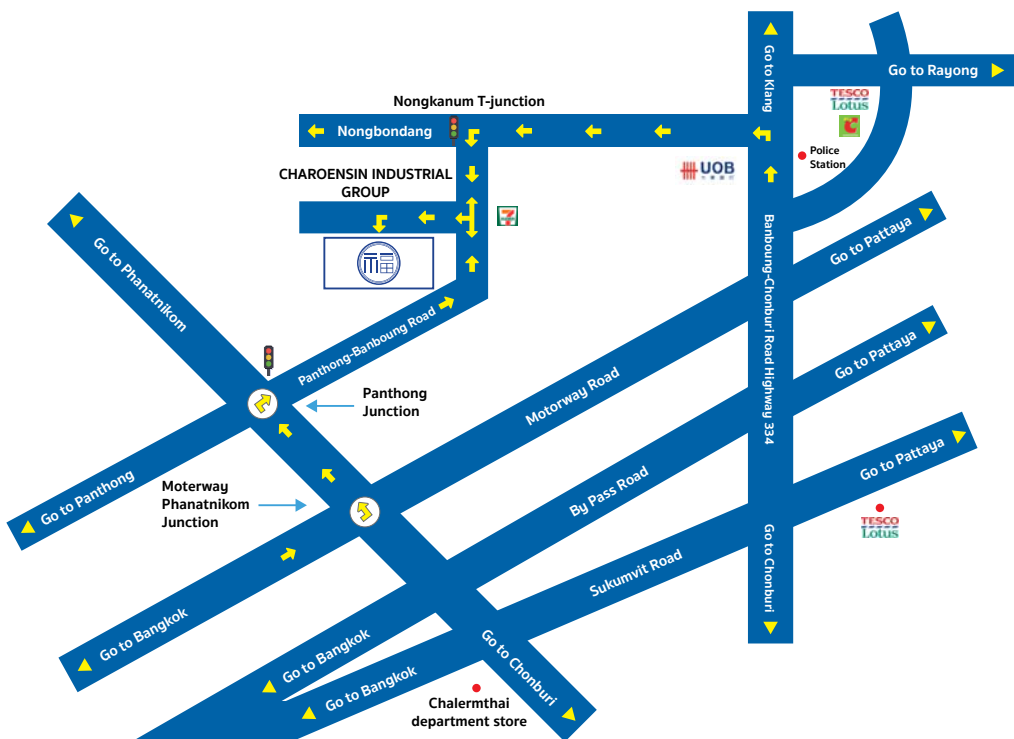 Go to Klang
Go to Rayong
TESCO
Lotus
Nongkanum T-junction
Nongbondang
Police
Station
UOB
CHAROENSIN INDUSTRIAL
GROUP
7
福
Go to Phanatnikom
Go to Pattaya
Banboung-Chonburi Road Highway 334
Panthong-Banboung Road
Go to Pattaya
Motorway Road
Panthong
Junction
Go to Pattaya
Go to Panthong
Moterway
Phanatnikom
Junction
By Pass Road
TESCO
Lotus
Go to Chonburi
Sukumvit Road
Go to Bangkok
Go to Bangkok
Go to Chonburi
Go to Bangkok
Chalermthai
department store